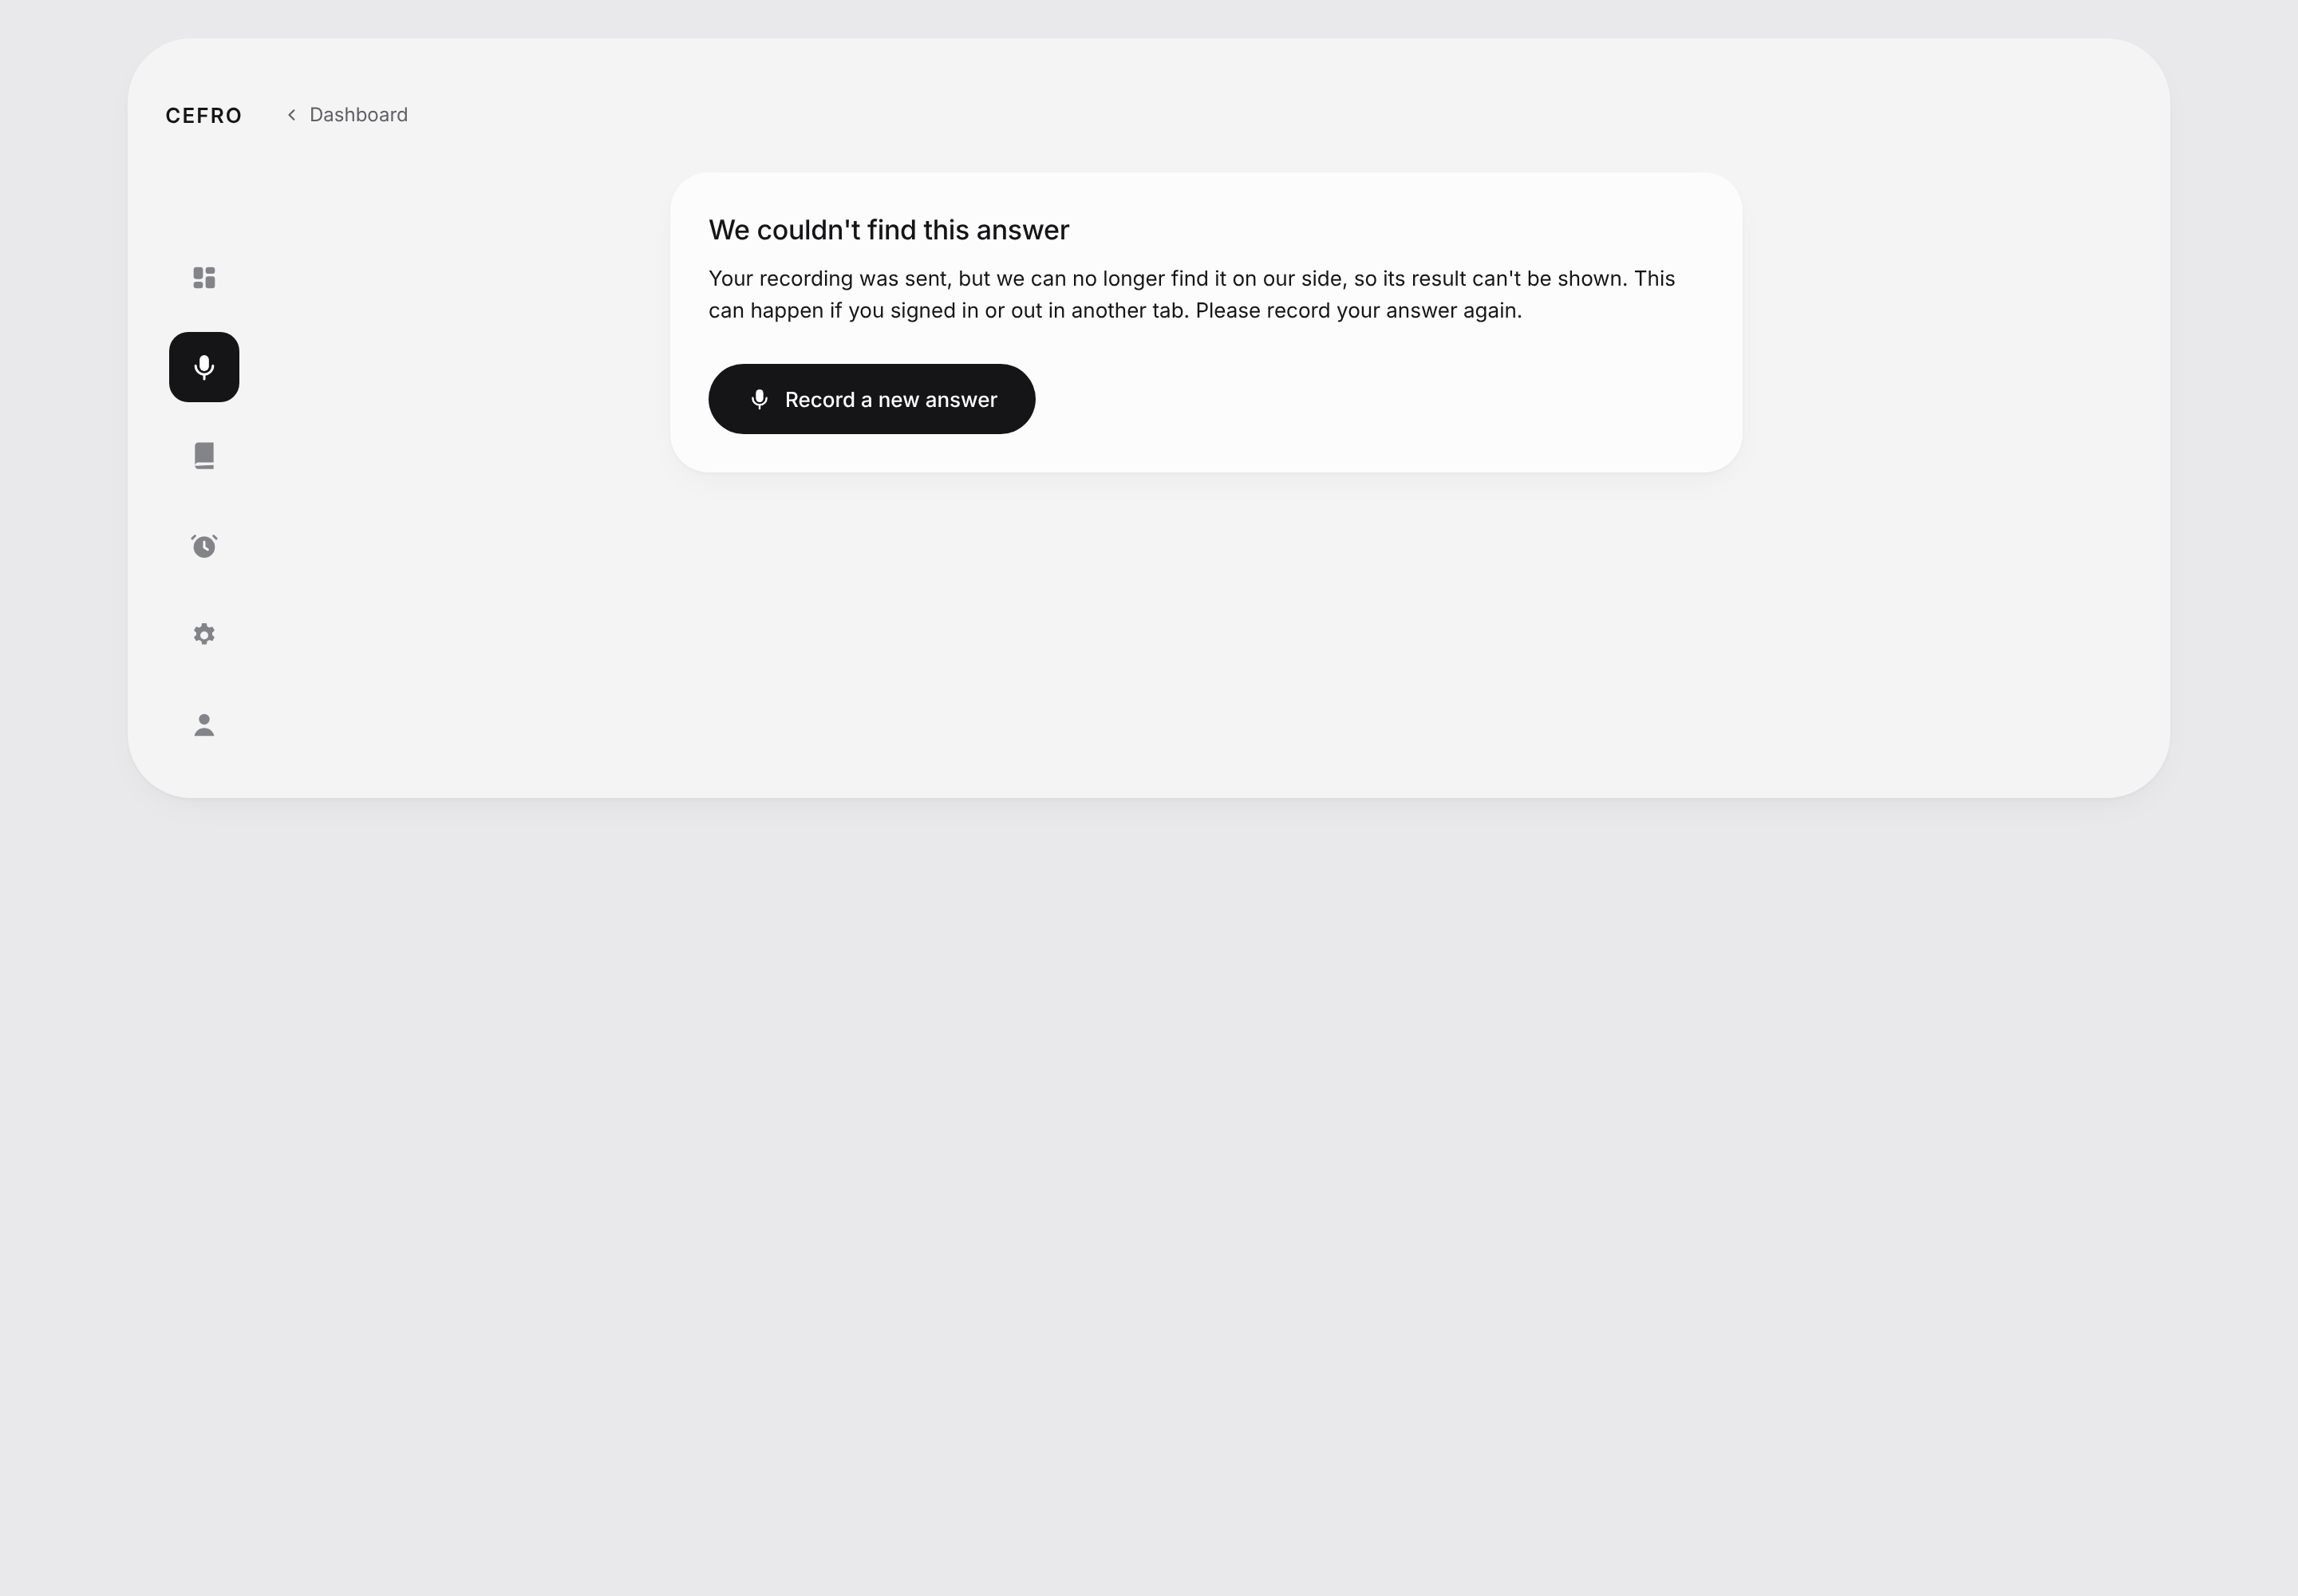 CEFRO
Dashboard
We couldn't find this answer
Your recording was sent, but we can no longer find it on our side, so its result can't be shown. This
can happen if you signed in or out in another tab. Please record your answer again.
Record a new answer